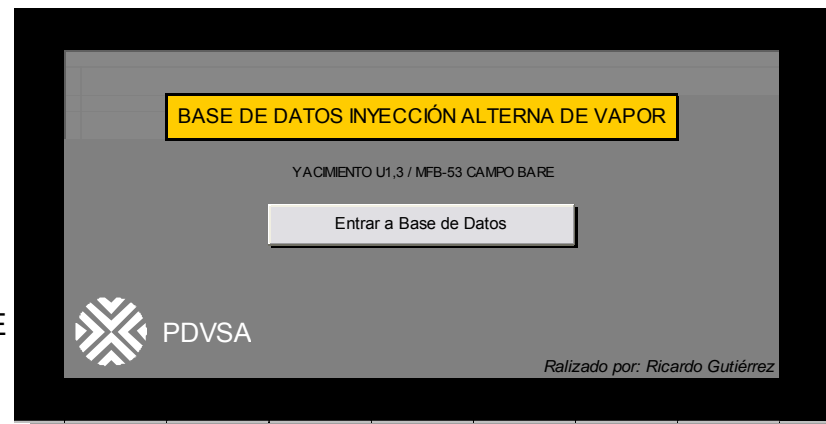 BASE DE DATOS INYECCIÓN ALTERNA DE VAPOR
YACIMIENTO U1,3 / MFB-53 CAMPO BARE
Entrar a Base de Datos
E
PDVSA
Ralizado por: Ricardo Gutiérrez